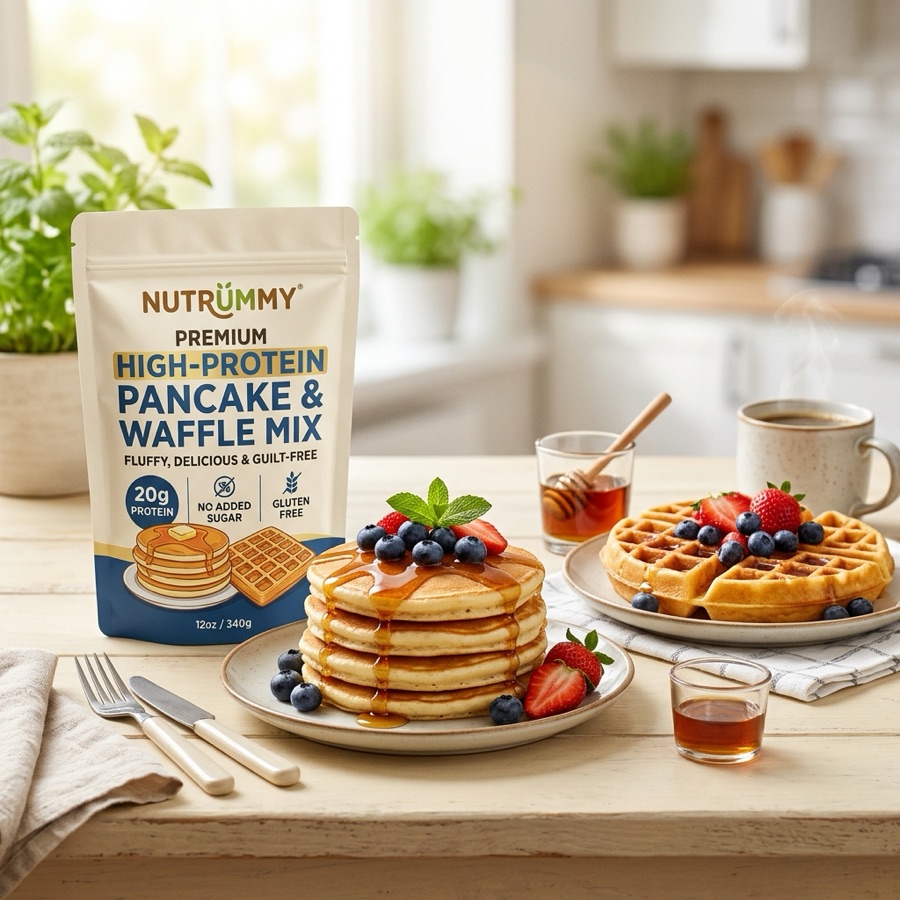 NUTRÜMMY®
PREMIUM
HIGH-PROTEIN
PANCAKE &
WAFFLE MIX
FLUFFY, DELICIOUS & GUILT-FREE
20g
PROTEIN
NO ADDED
SUGAR
GLUTEN
FREE
12oz / 340g